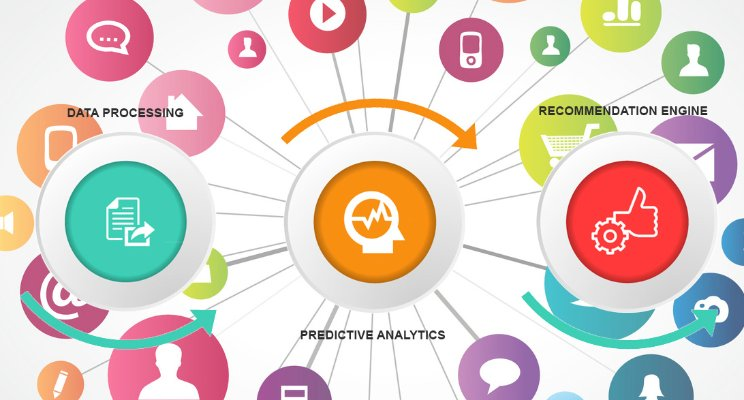 DATA PROCESSING
RECOMMENDATION ENGINE
PREDICTIVE ANALYTICS
@